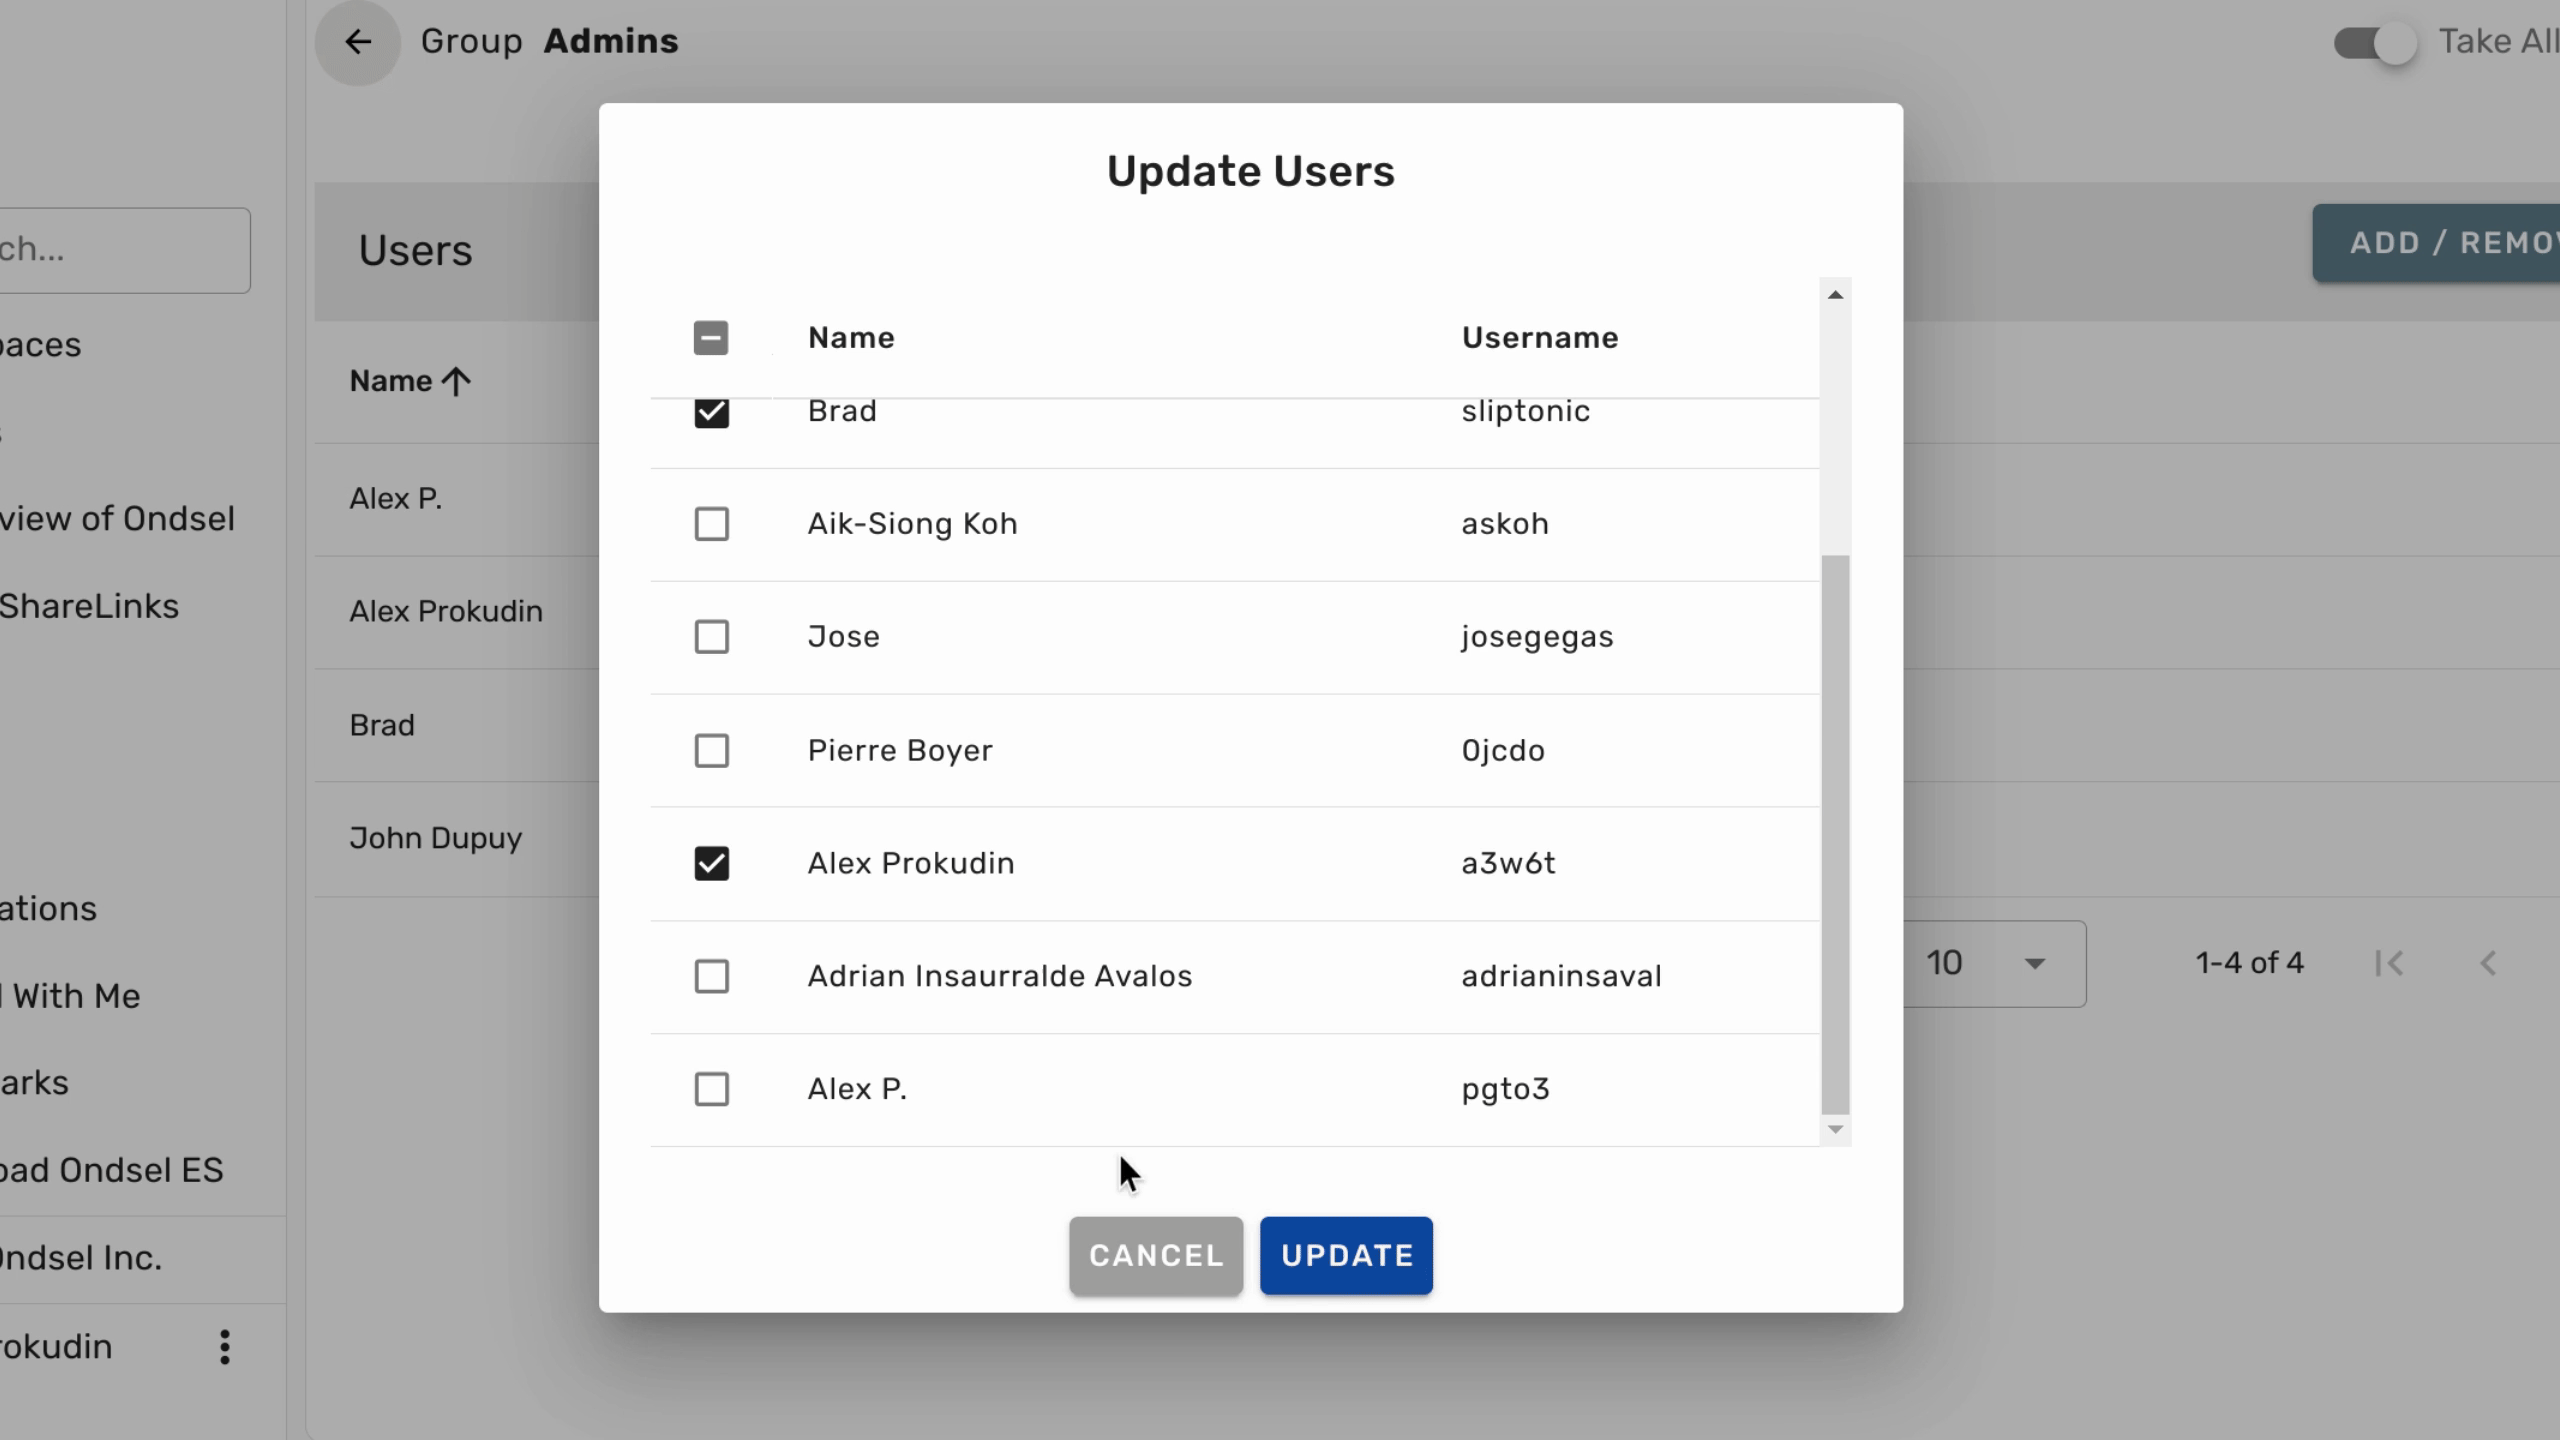 Group Admins
Take All
Update Users
ch...
Users
ADD / REMOV
Name
Username
paces
Name
Brad
sliptonic
Alex P.
view of Ondsel
Aik-Siong Koh
askoh
Alex Prokudin
ShareLinks
Jose
josegegas
Brad
Pierre Boyer
0jcdo
John Dupuy
Alex Prokudin
a3w6t
ations
10
1-4 of 4
Adrian Insaurralde Avalos
adrianinsaval
With Me
arks
Alex P.
pgto3
oad Ondsel ES
Ondsel Inc.
CANCEL
UPDATE
rokudin